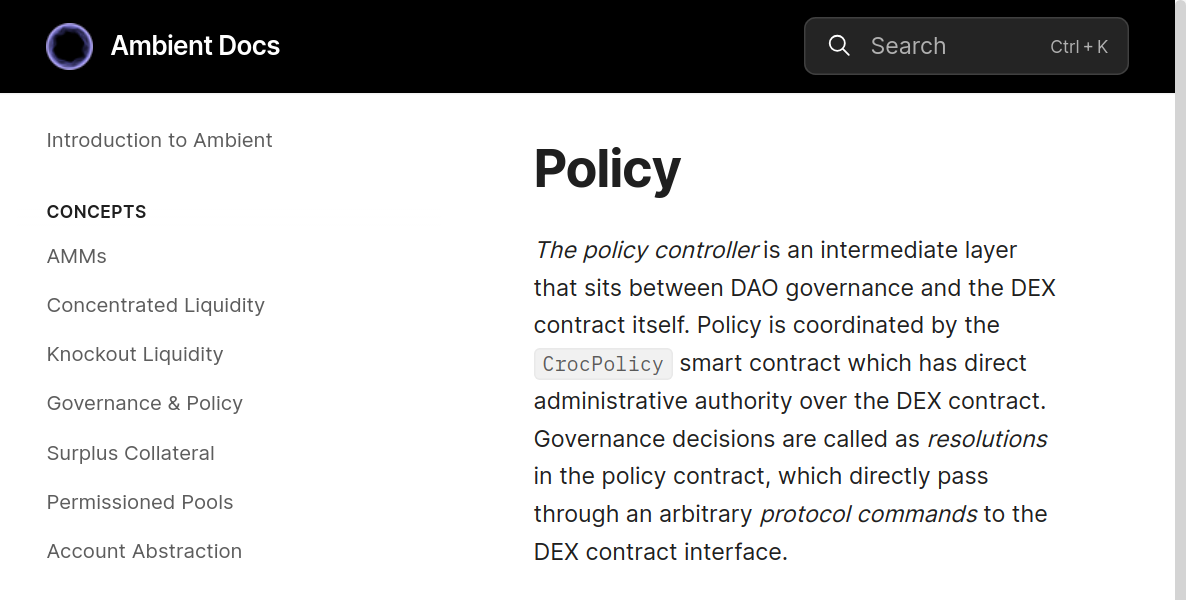 Ambient Docs
Search
Ctrl + K
Introduction to Ambient
CONCEPTS
AMMs
Concentrated Liquidity
Knockout Liquidity
Governance & Policy
Surplus Collateral
Permissioned Pools
Account Abstraction
Policy
The policy controller is an intermediate layer
that sits between DAO governance and the DEX
contract itself. Policy is coordinated by the
CrocPolicy smart contract which has direct
administrative authority over the DEX contract.
Governance decisions are called as resolutions
in the policy contract, which directly pass
through an arbitrary protocol commands to the
DEX contract interface.